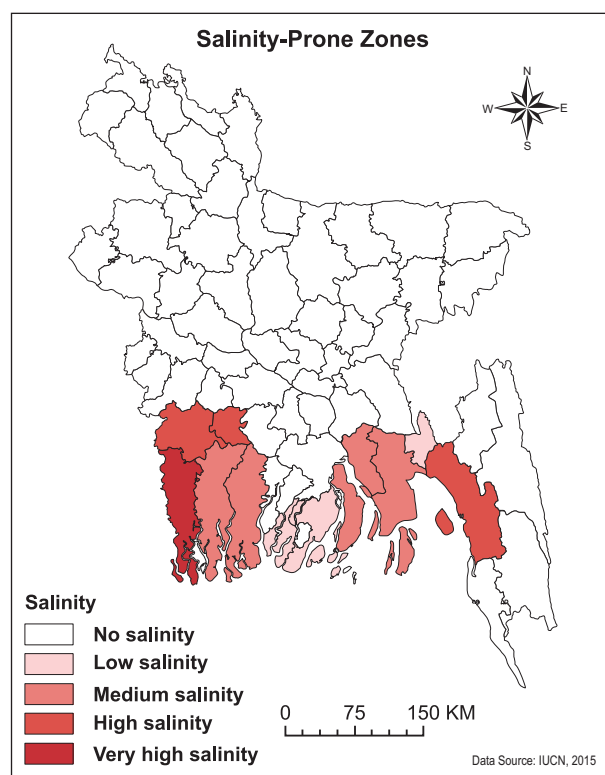 Salinity-Prone Zones
N
W E
S
Salinity
No salinity
Low salinity
Medium salinity
High salinity
Very high salinity
0 75 150 KM
Data Source: IUCN, 2015